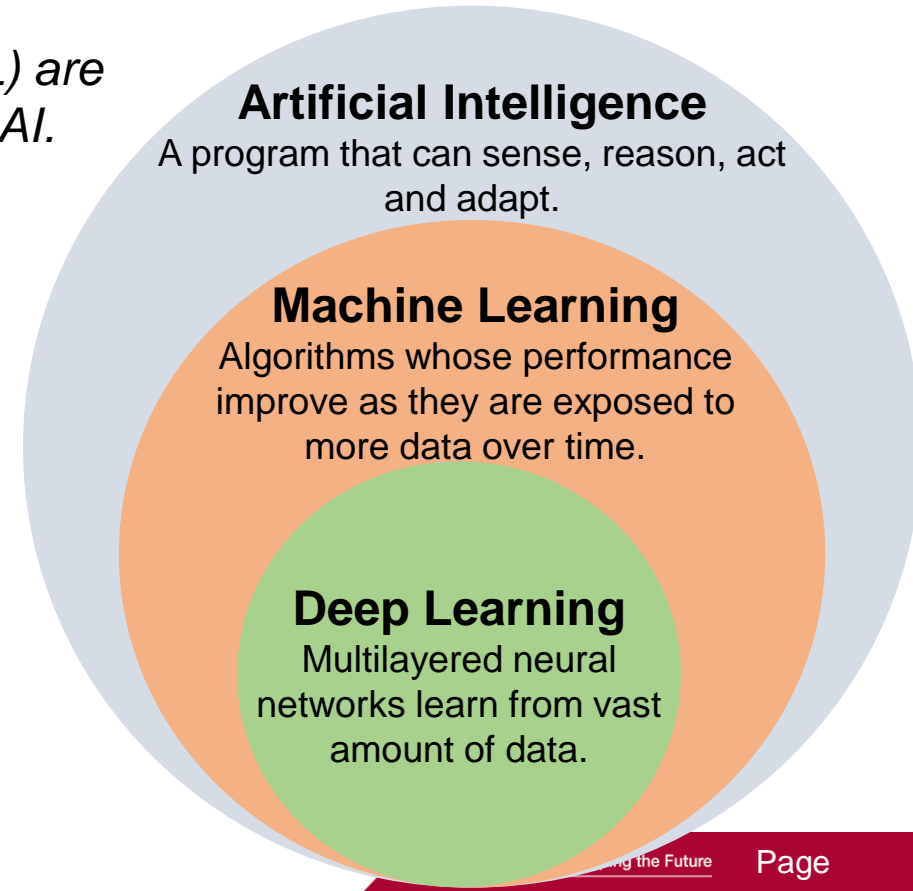 are
AI.
Artificial Intelligence
A program that can sense, reason, act
and adapt.
Machine Learning
Algorithms whose performance
improve as they are exposed to
more data over time.
Deep Learning
Multilayered neural
networks learn from vast
amount of data.
the Future
Page